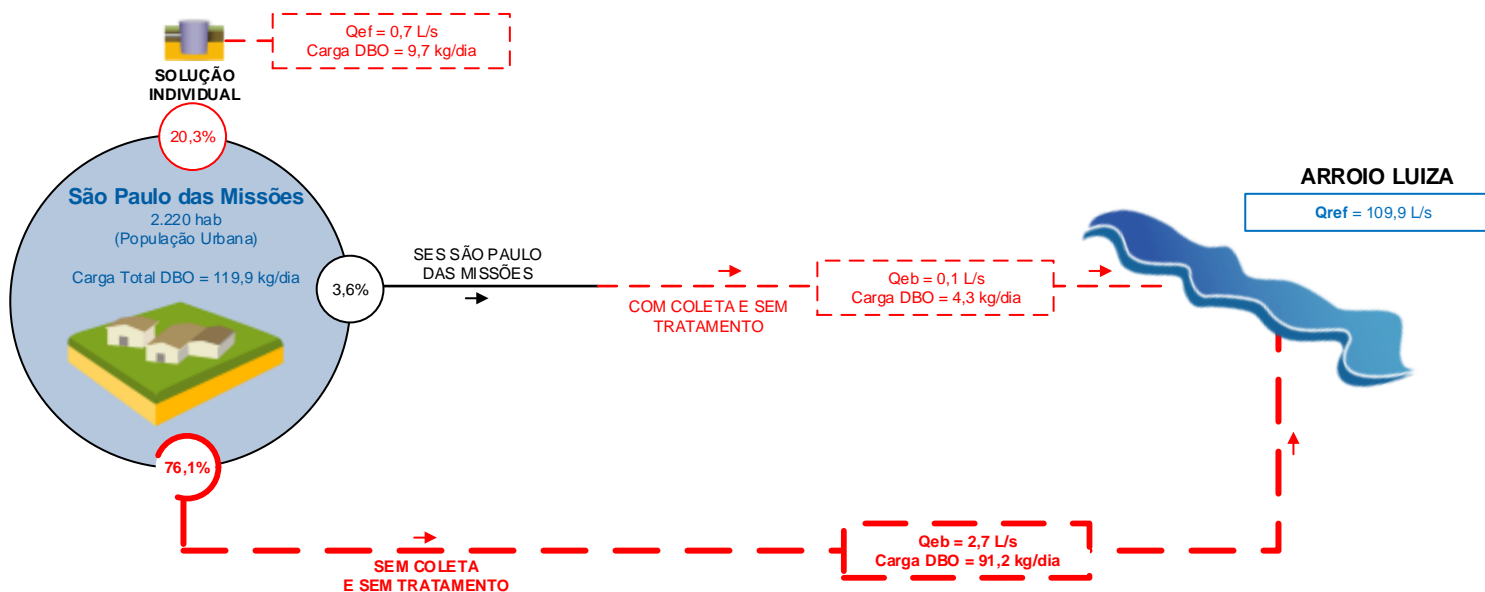 Qef = 0,7 L/s
Carga DBO = 9,7 kg/dia
SOLUÇÃO
INDIVIDUAL
20,3%
São Paulo das Missões
2.220 hab
(População Urbana)
Carga Total DBO = 119,9 kg/dia
3,6%
SES SÃO PAULO
DAS MISSÕES
COM COLETA E SEM
TRATAMENTO
Qeb = 0,1 L/s
Carga DBO = 4,3 kg/dia
ARROIO LUIZA
Qref = 109,9 L/s
76,1%
SEM COLETA
E SEM TRATAMENTO
Qeb = 2,7 L/s
Carga DBO = 91,2 kg/dia